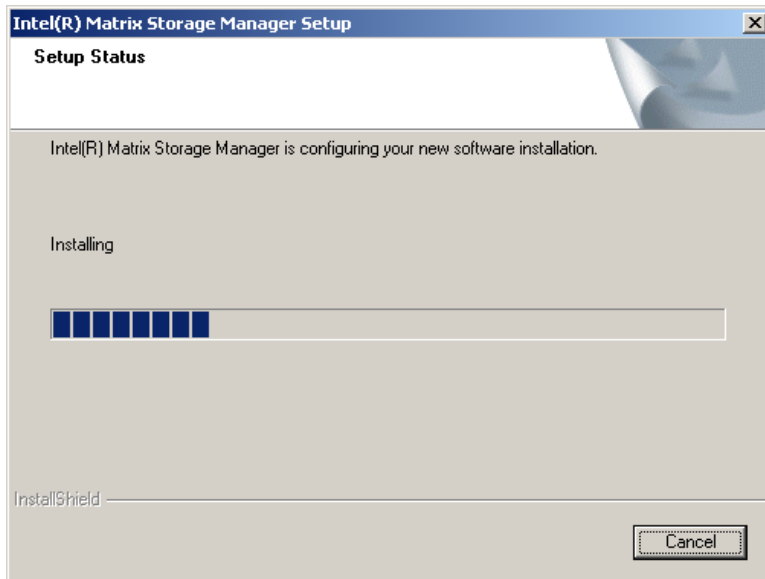 Intel(R) Matrix Storage Manager Setup
Setup Status
Intel(R) Matrix Storage Manager is configuring your new software installation.
Installing
InstallShield
Cancel